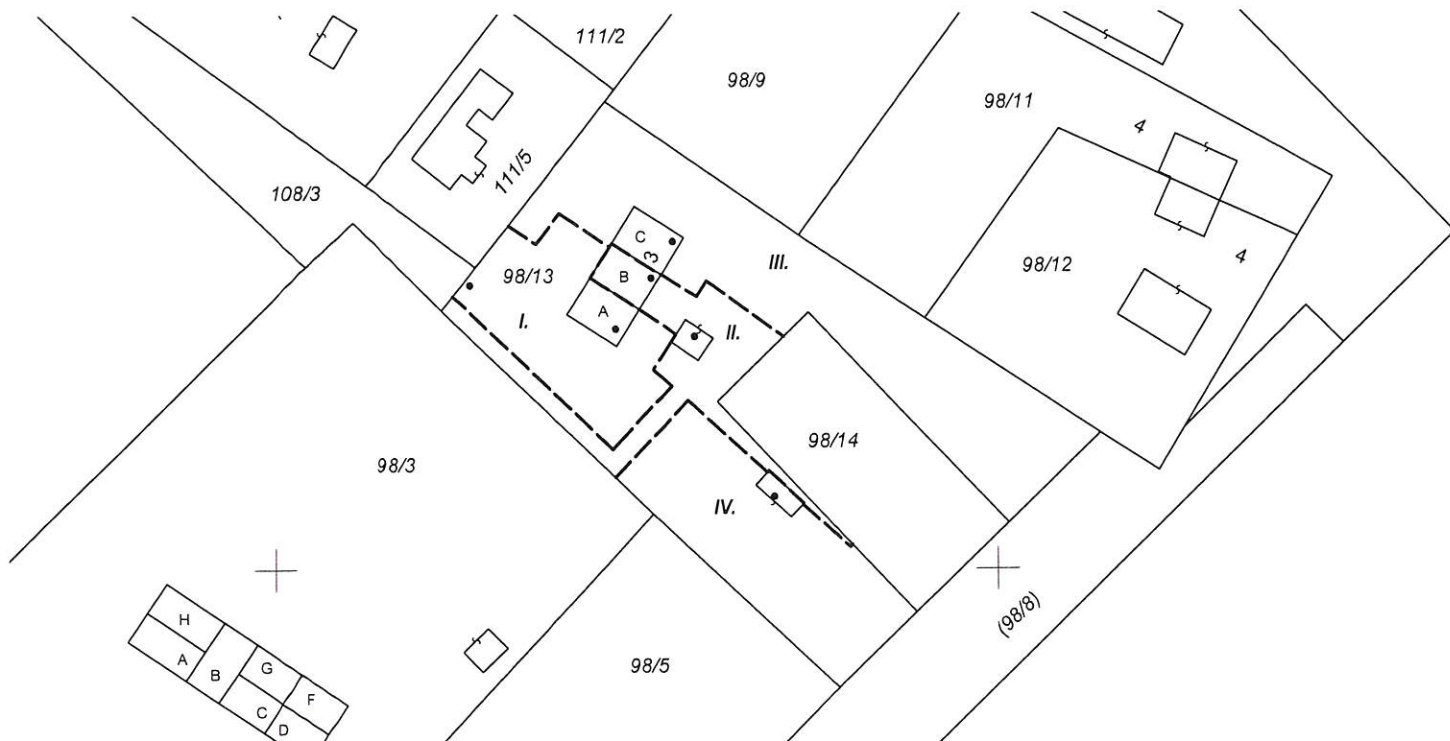 111/2
98/9
98/11
4
111/5
108/3
C
3
III.
98/13
B
98/12
4
A
I.
II.
98/14
98/3
IV.
(98/8)
H
A
B
G
F
C
D
98/5